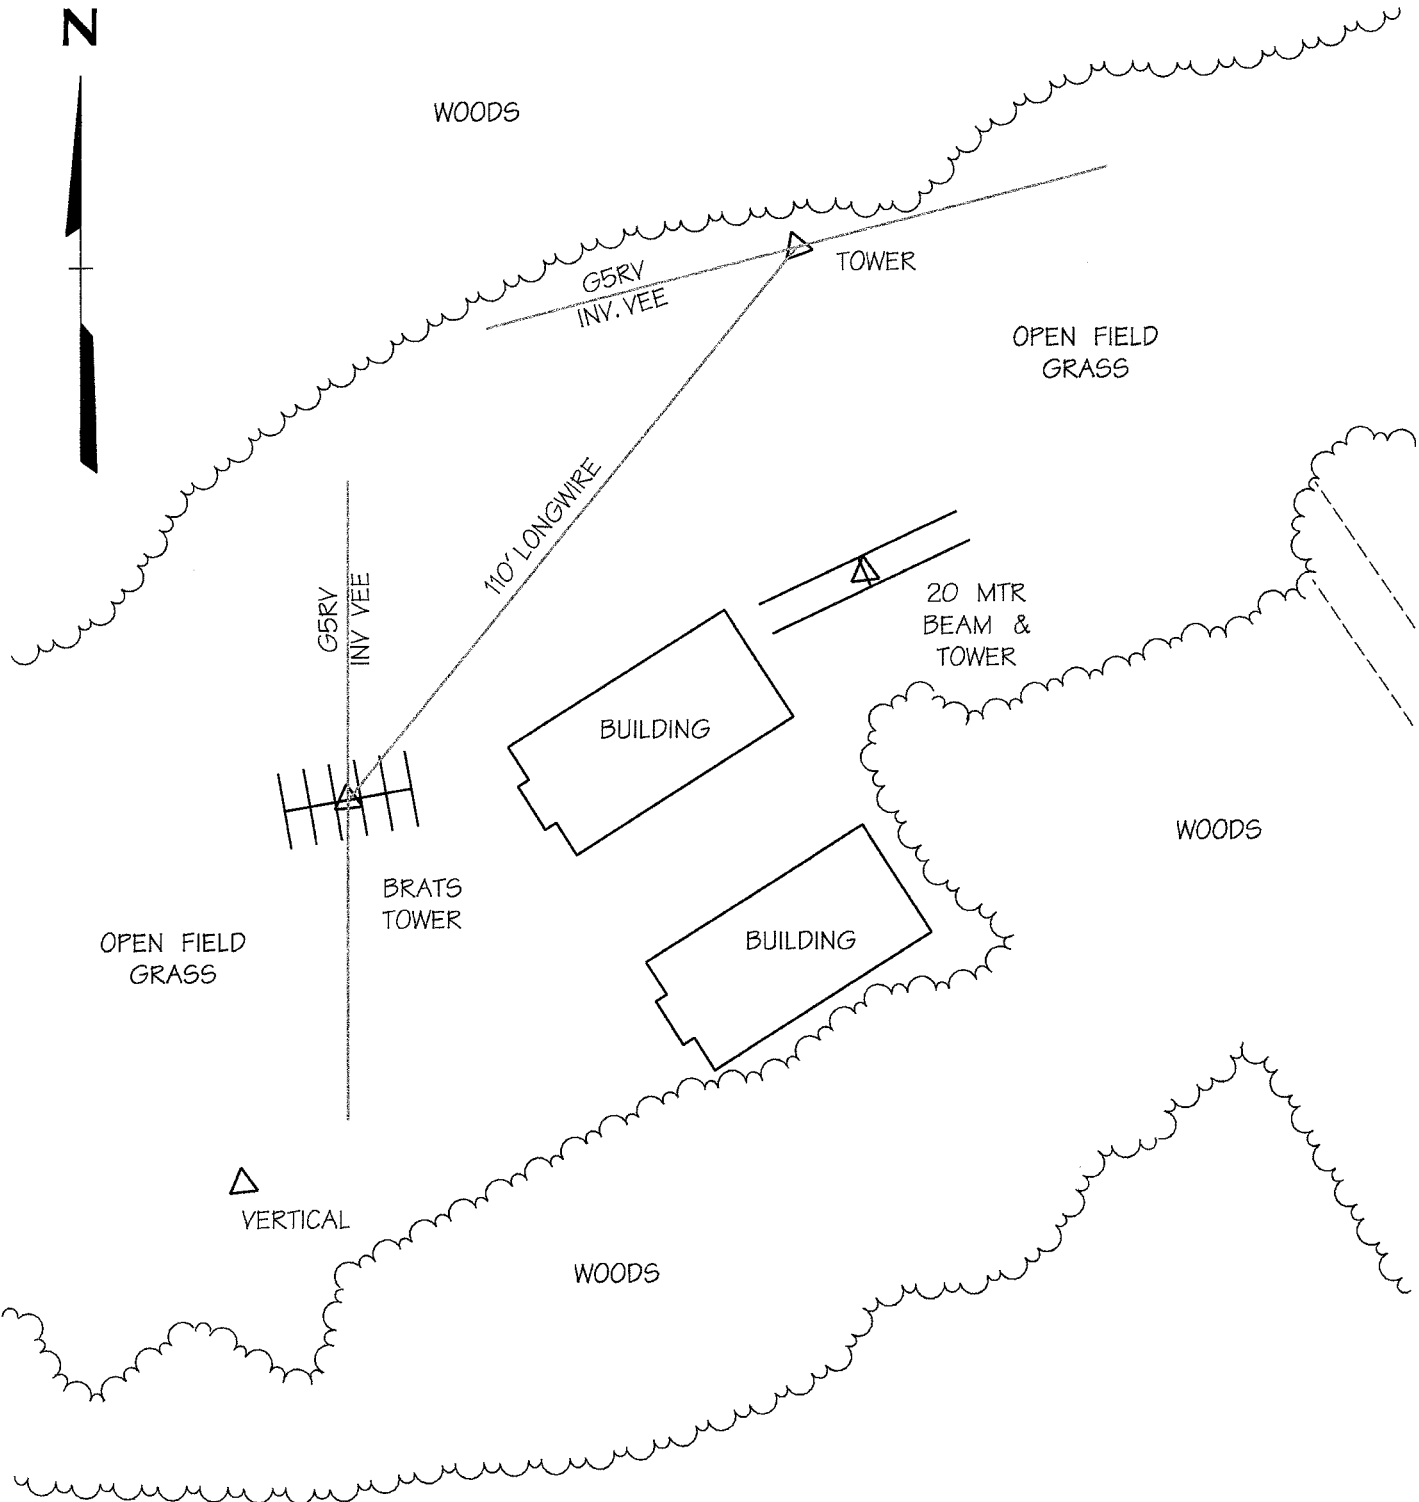 N
WOODS
TOWER
G5RV
INV. VEE
OPEN FIELD
GRASS
110' LONGWIRE
G5RV
INV VEE
20 MTR
BEAM &
TOWER
BUILDING
WOODS
BRATS
TOWER
BUILDING
OPEN FIELD
GRASS
VERTICAL
WOODS